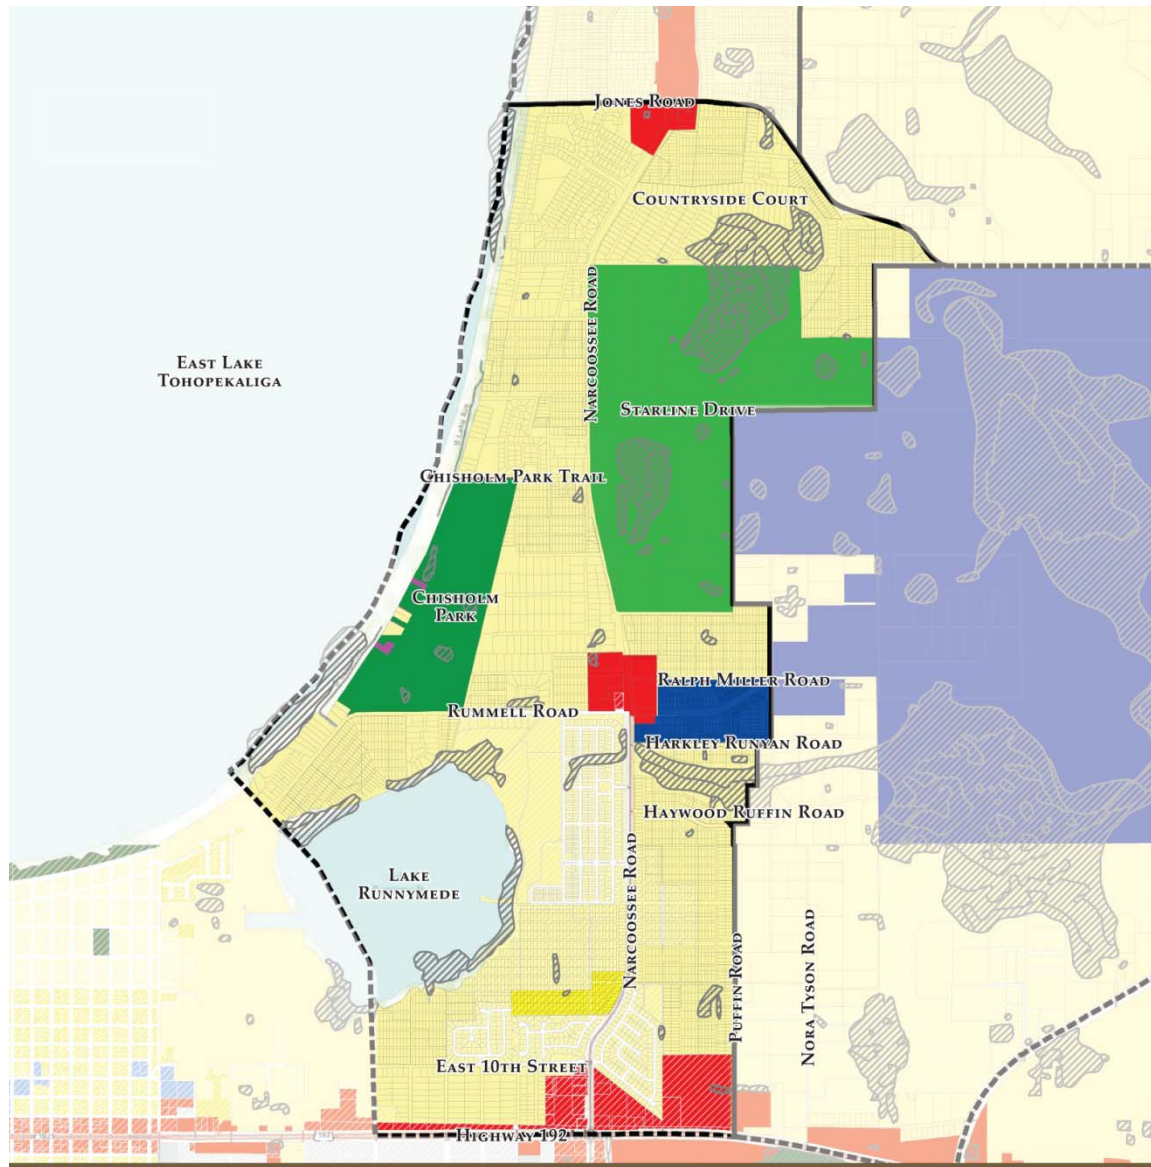 Jones Road
Countryside Court
Narcoossee Road
East Lake
Tohopekaliga
Starline Drive
Chisholm Park Trail
Chisholm
Park
Ralph Miller Road
Rummell Road
Harkley Runyan Road
Haywood Ruffin Road
Lake
Runnymede
Narcoossee Road
Puffin Road
Nora Tyson Road
East 10th Street
Highway 192